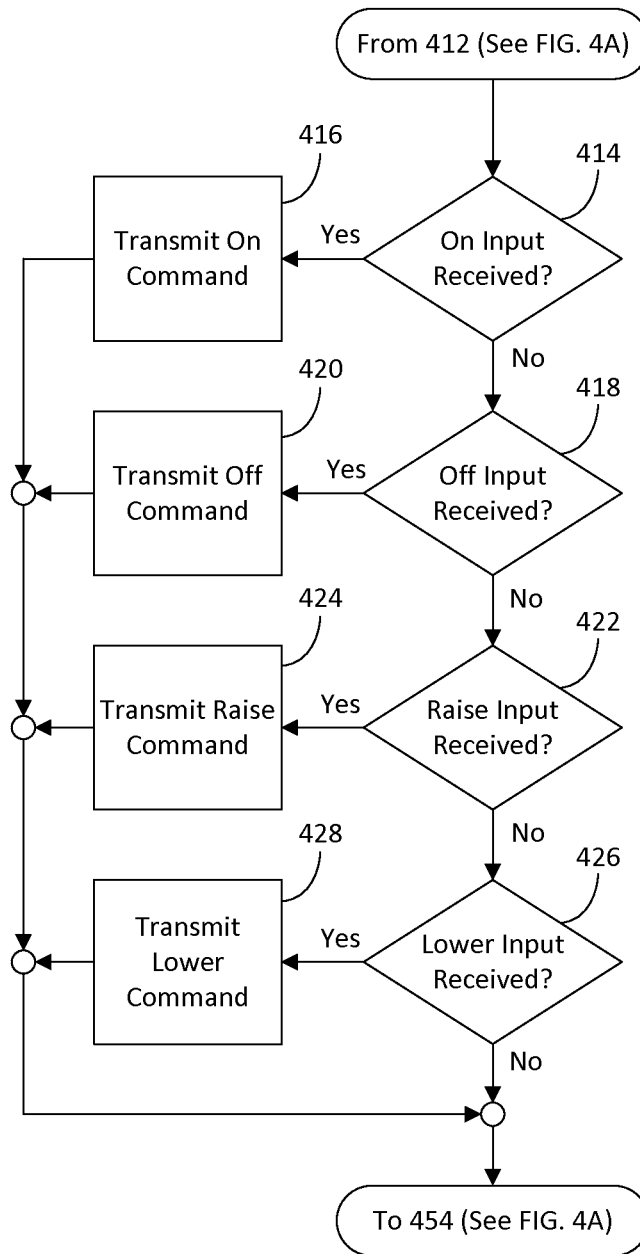 From 412 (See FIG. 4A)
416
414
Transmit On
Command
Yes
On Input
Received?
No
420
418
Transmit Off
Command
Yes
Off Input
Received?
No
424
422
Transmit Raise
Command
Yes
Raise Input
Received?
No
428
426
Transmit
Lower
Command
Yes
Lower Input
Received?
No
To 454 (See FIG. 4A)